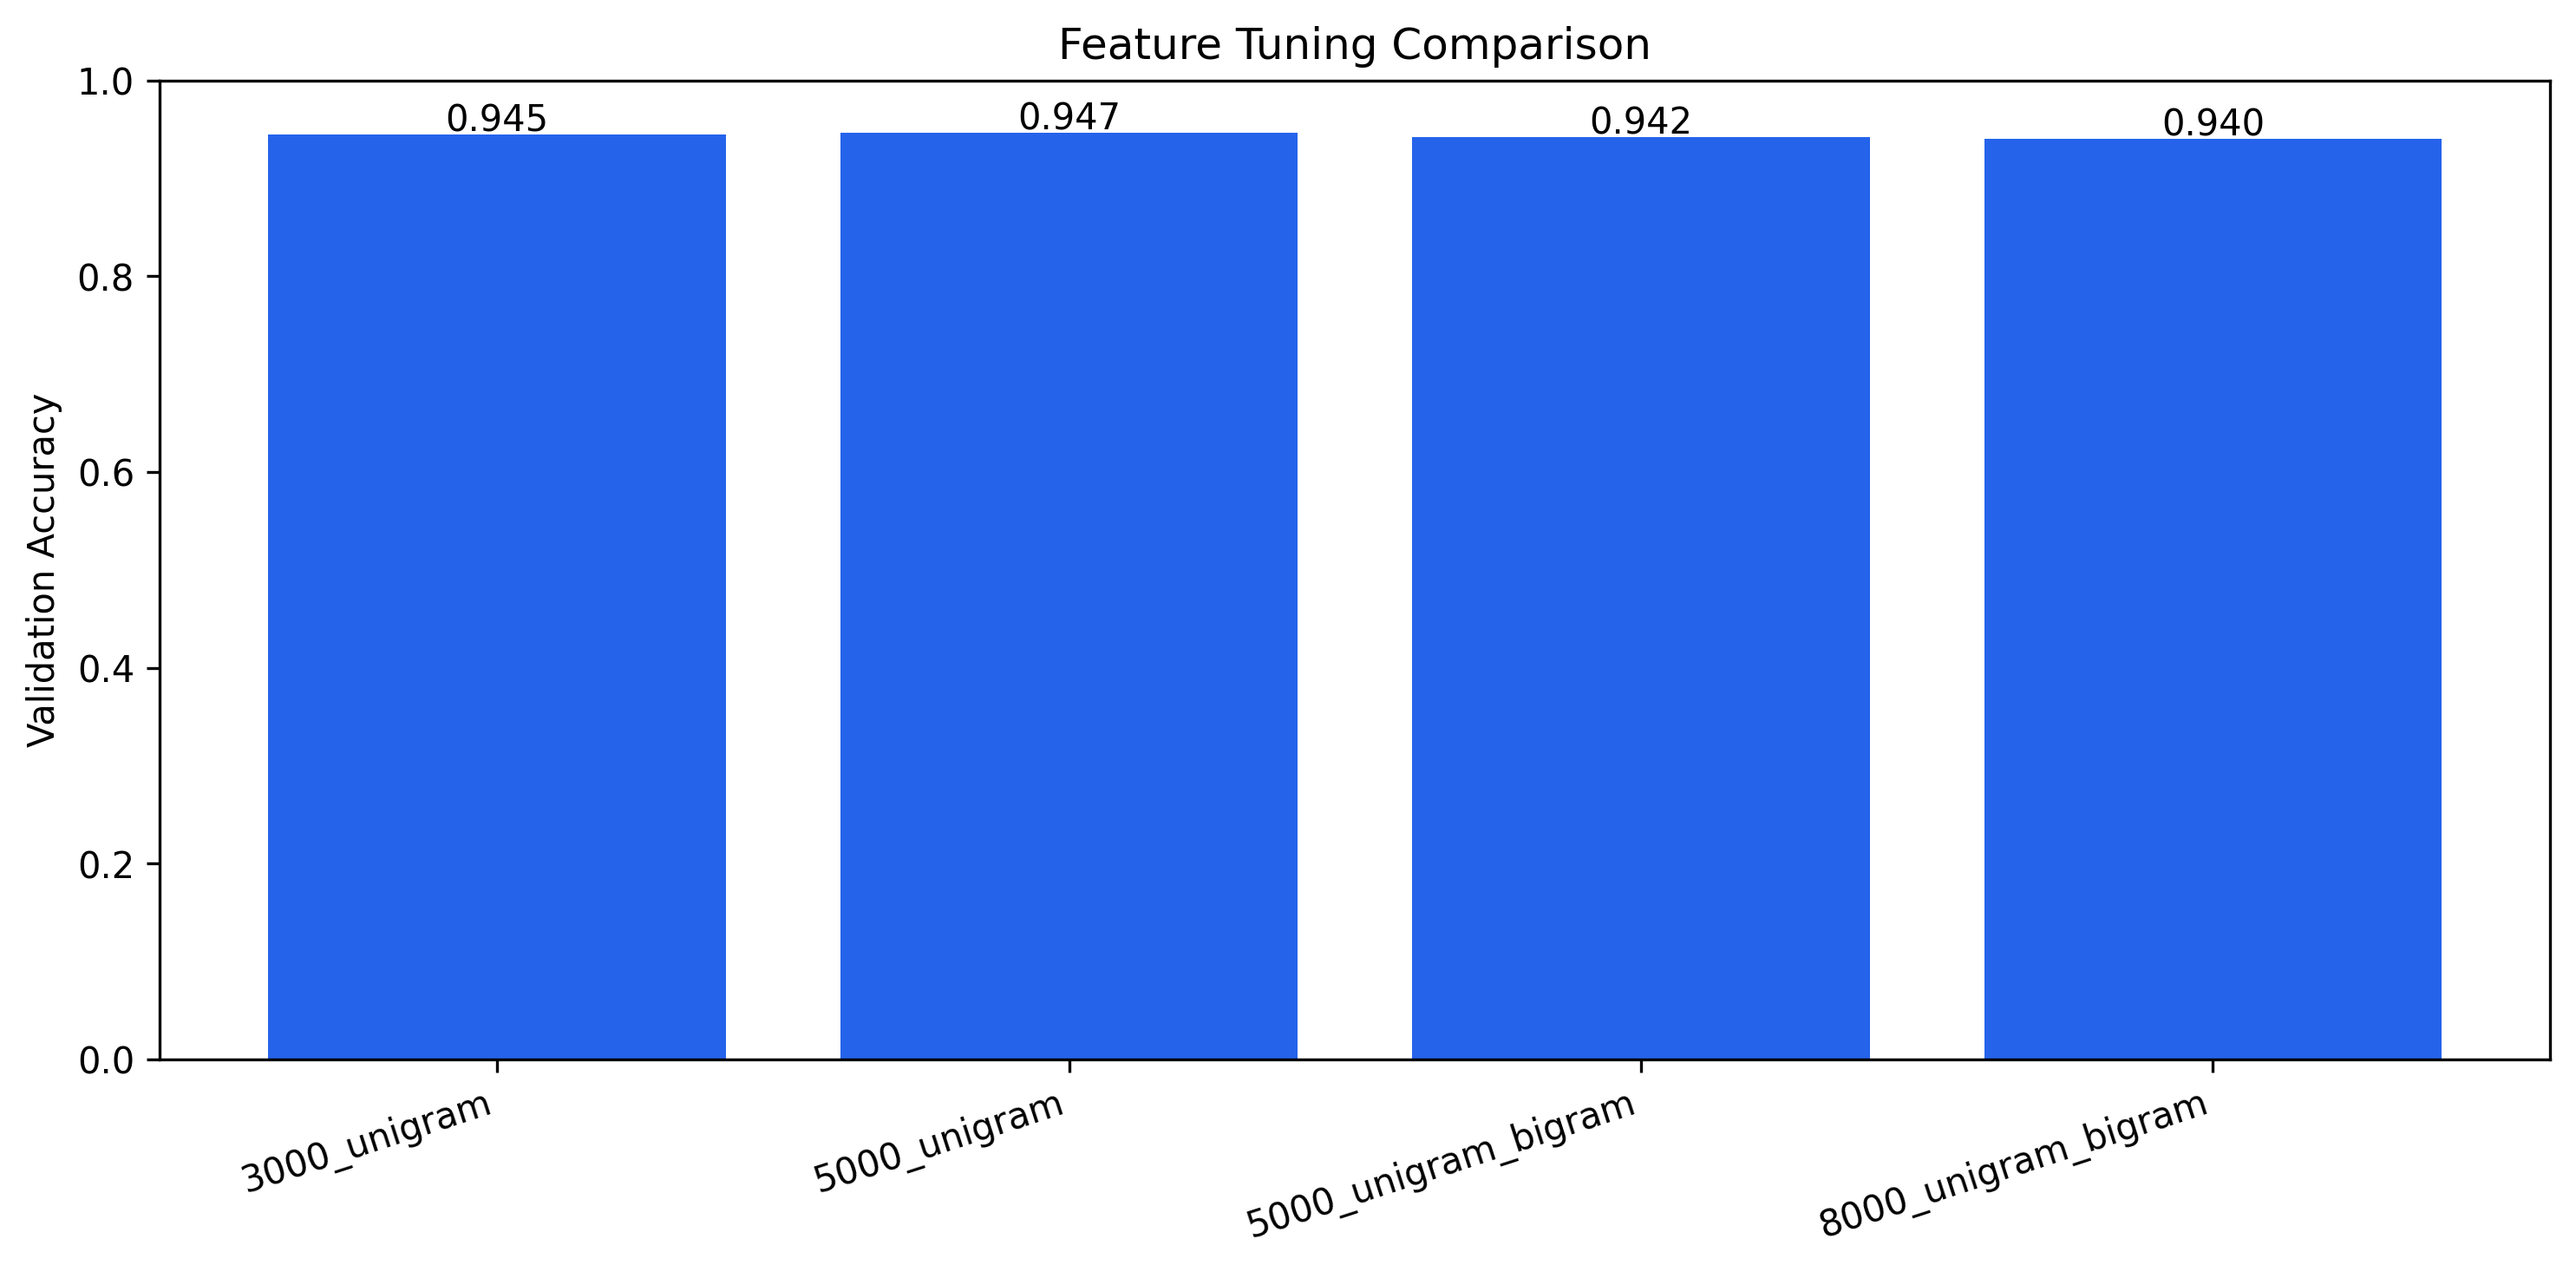 Feature Tuning Comparison
Validation Accuracy
1.0
0.8
0.6
0.4
0.2
0.0
0.945
0.947
0.942
0.940
3000_unigram
5000_unigram
5000_unigram_bigram
8000_unigram_bigram